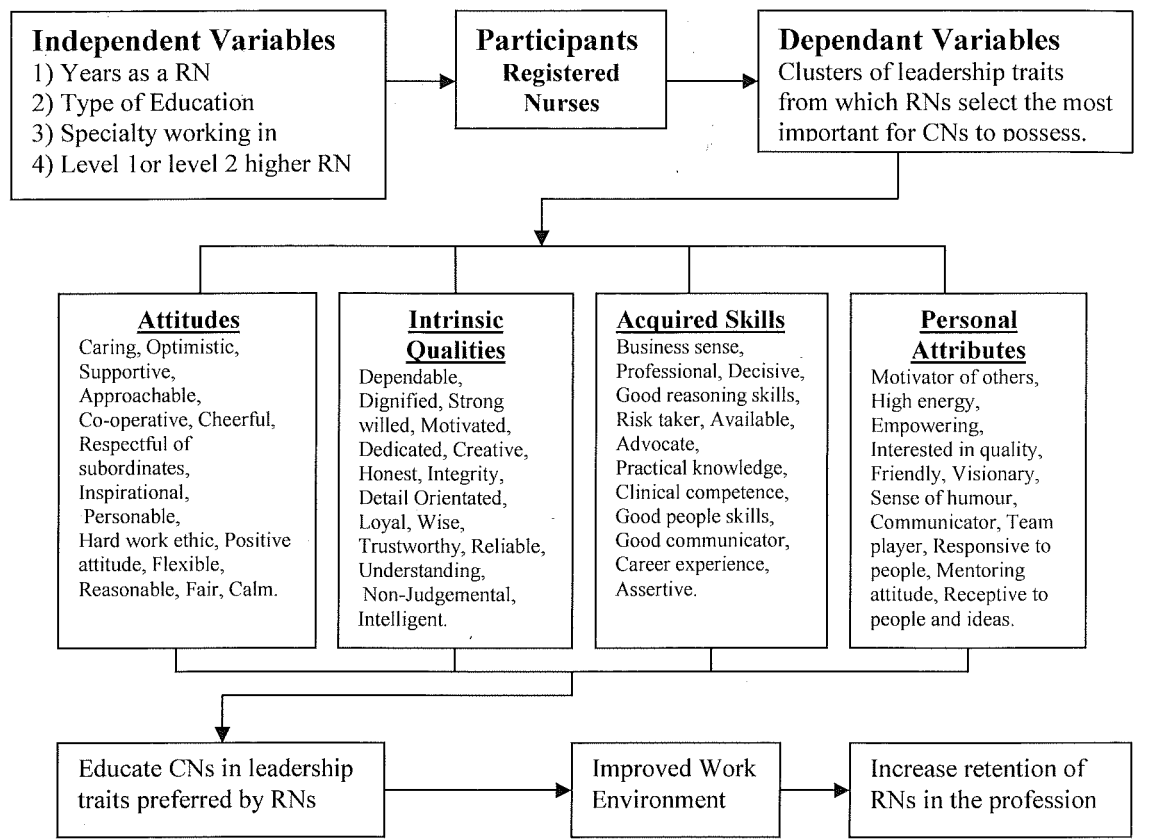 Independent Variables
1) Years as a RN
2) Type of Education
3) Specialty working in
4) Level 1or level 2 higher RN
Participants
Registered
Nurses
Dependant Variables
Clusters of leadership traits
from which RNs select the most
important for CNs to possess.
Attitudes
Caring, Optimistic,
Supportive,
Approachable,
Co-operative, Cheerful,
Respectful of
subordinates,
Inspirational,
Personable,
Hard work ethic, Positive
attitude, Flexible,
Reasonable, Fair, Calm.
Intrinsic
Qualities
Dependable,
Dignified, Strong
willed, Motivated,
Dedicated, Creative,
Honest, Integrity,
Detail Orientated,
Loyal, Wise,
Trustworthy, Reliable,
Understanding,
Non-Judgemental,
Intelligent.
Acquired Skills
Business sense,
Professional, Decisive,
Good reasoning skills,
Risk taker, Available,
Advocate,
Practical knowledge,
Clinical competence,
Good people skills,
Good communicator,
Career experience,
Assertive.
Personal
Attributes
Motivator of others,
High energy,
Empowering,
Interested in quality,
Friendly, Visionary,
Sense of humour,
Communicator, Team
player, Responsive to
people, Mentoring
attitude, Receptive to
people and ideas.
Educate CNs in leadership
traits preferred by RNs
Improved Work
Environment
Increase retention of
RNs in the profession